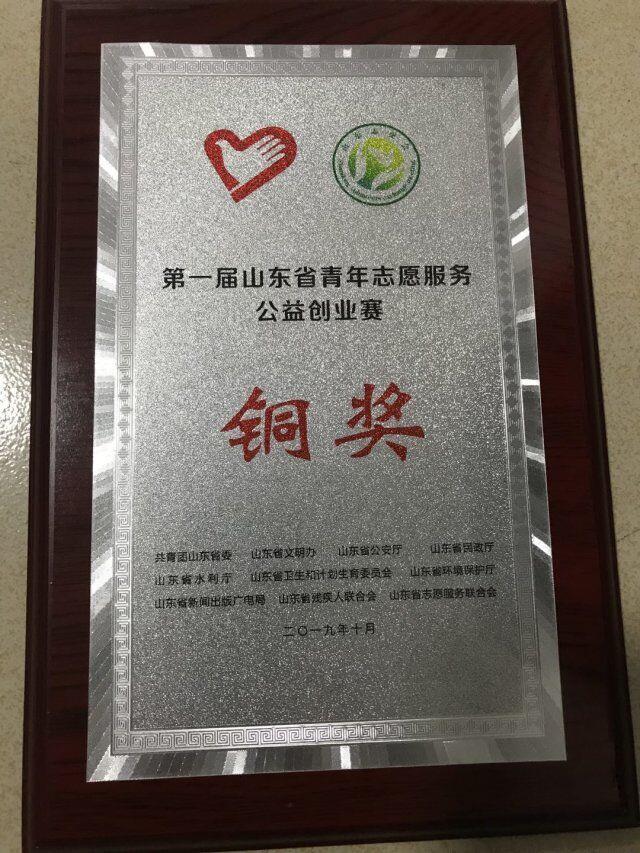 第一届山东省青年志愿服务
公益创业赛
铜奖
共青团山东省委 山东省文明办 山东省公安厅 山东省民政厅
山东省水利厅 山东省卫生和计划生育委员会 山东省环境保护厅
山东省新闻出版广电局 山东省残疾人联合会 山东省志愿服务联合会
二〇一九年十月